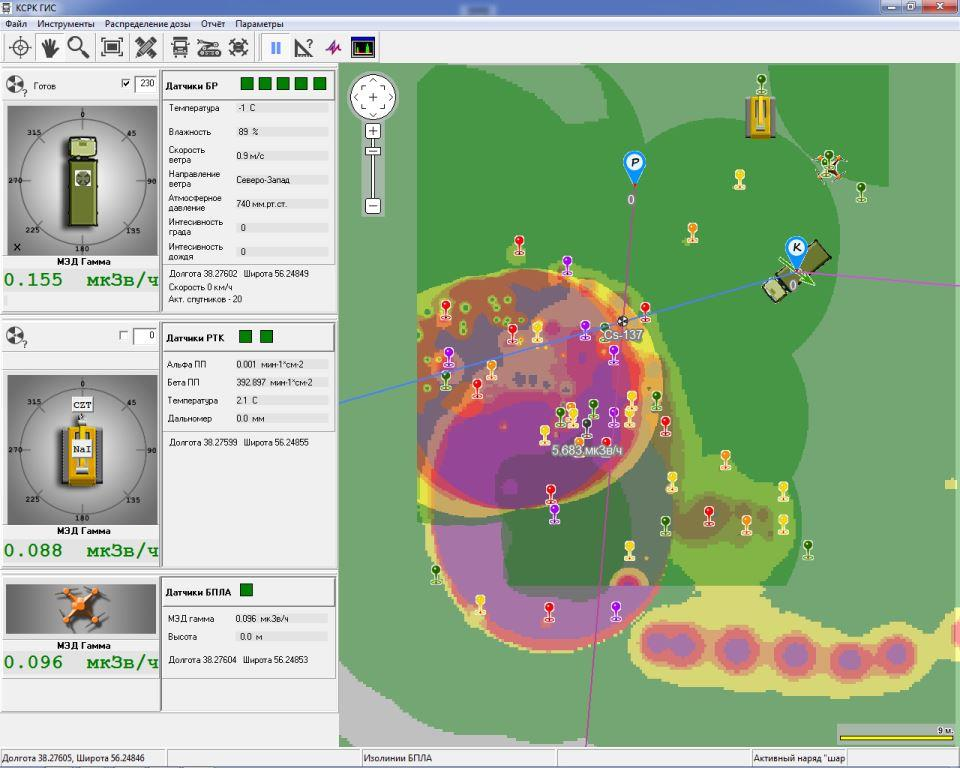 КСРК ГИС
Файл Инструменты Распределение дозы Отчёт Параметры
Готов 230
315 0 45
270 90
225 180 135
X
МЭД Гамма
0.155 мкЗв/ч
Датчики БР
Температура -1 C
Влажность 89 %
Скорость ветра 0.9 м/с
Направление ветра Северо-Запад
Атмосферное давление 740 мм.рт.ст.
Интесивность града 0
Интесивность дождя 0
Долгота 38.27602 Широта 56.24849
Скорость 0 км/ч
Акт. спутников - 20
0
315 0 45
CZT
270 NaI 90
225 180 135
МЭД Гамма
0.088 мкЗв/ч
Датчики РТК
Альфа ПП 0.001 мин-1*см-2
Бета ПП 392.897 мин-1*см-2
Температура 2.1 C
Дальномер 0.0 мм
Долгота 38.27599 Широта 56.24855
МЭД Гамма
0.096 мкЗв/ч
Датчики БПЛА
МЭД гамма 0.096 мкЗв/ч
Высота 0.0 м
Долгота 38.27604 Широта 56.24853
P
0
K
0
Cs-137
5.683 мкЗв/ч
9 м.
Долгота 38.27605, Широта 56.24846 Изолинии БПЛА Активный наряд "шар